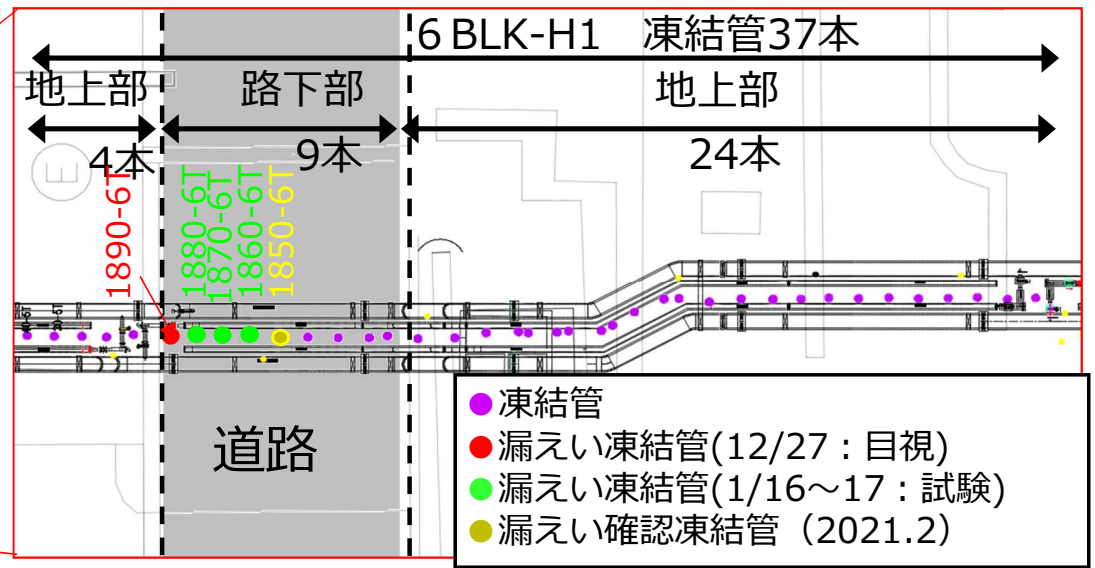 6 BLK-H1 凍結管37本
地上部
路下部
地上部
4本
9本
24本
E
1890-6T
1880-6T
1870-6T
1860-6T
1850-6T
道路
凍結管
漏えい凍結管(12/27：目視)
漏えい凍結管(1/16～17：試験)
漏えい確認凍結管（2021.2）